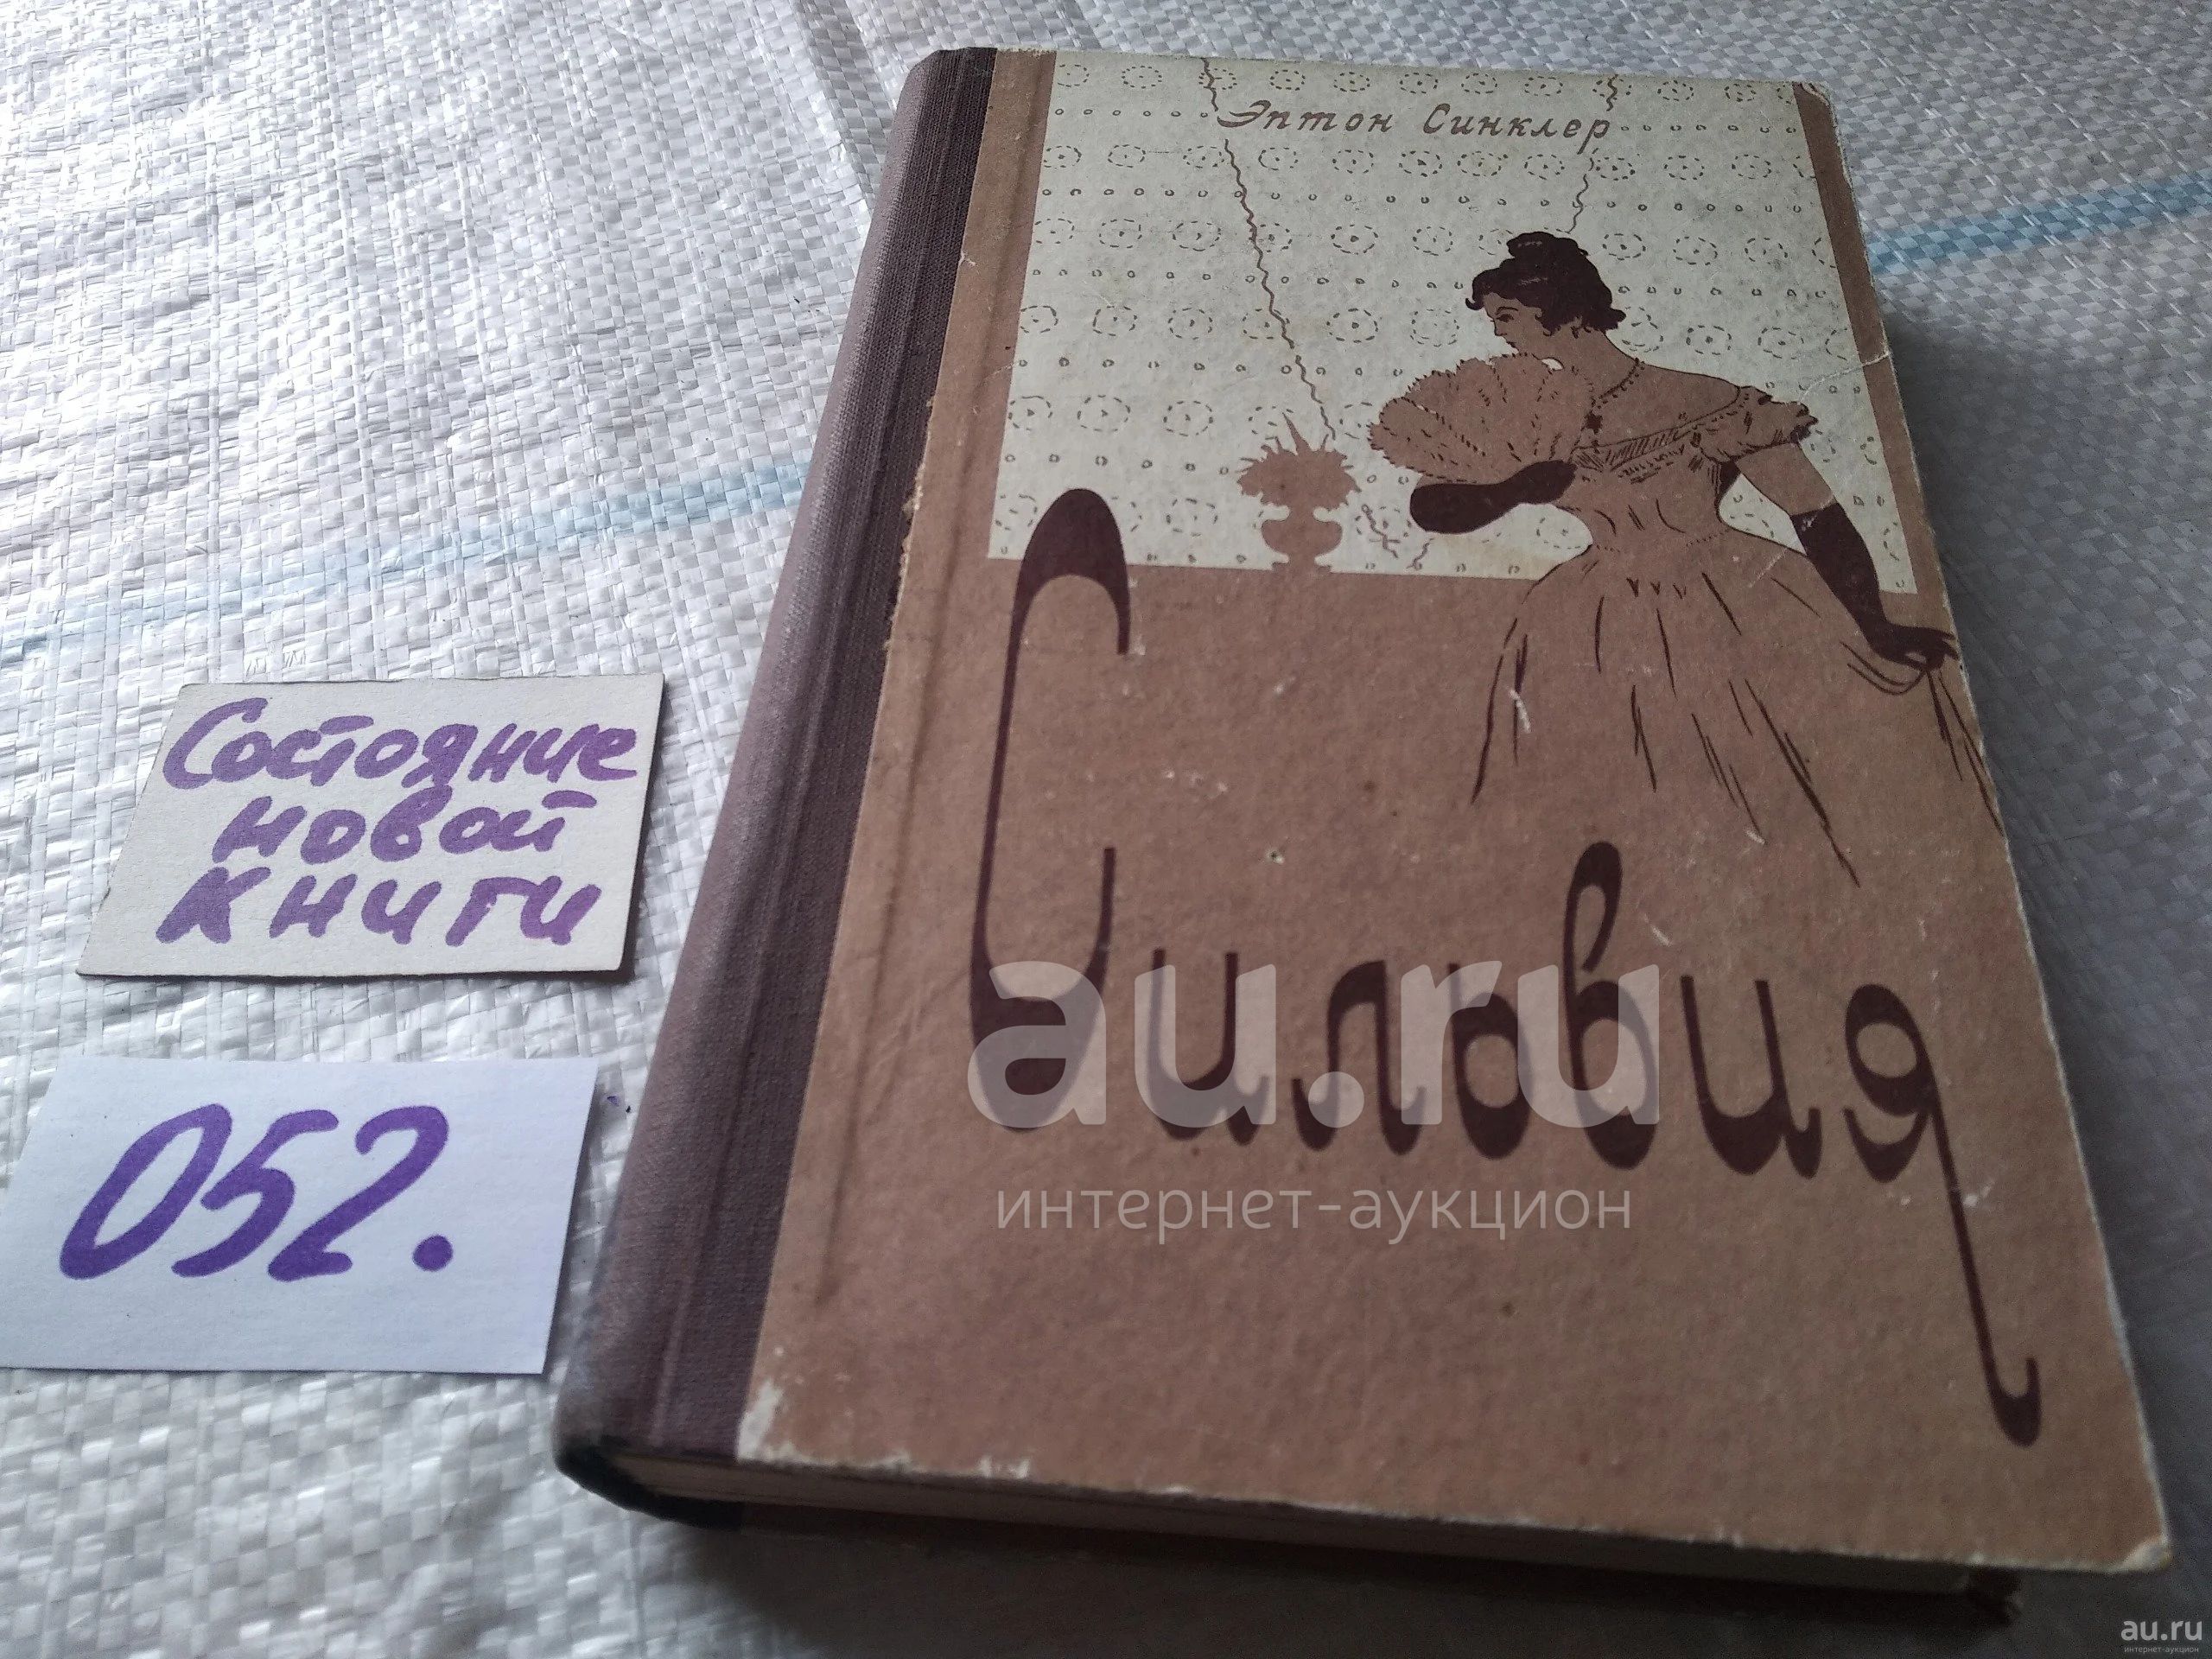 Эптон Синклер
Сильвия
Состояние
новой
книги
052.
au.ru
интернет-аукцион
au.ru
интернет-аукцион